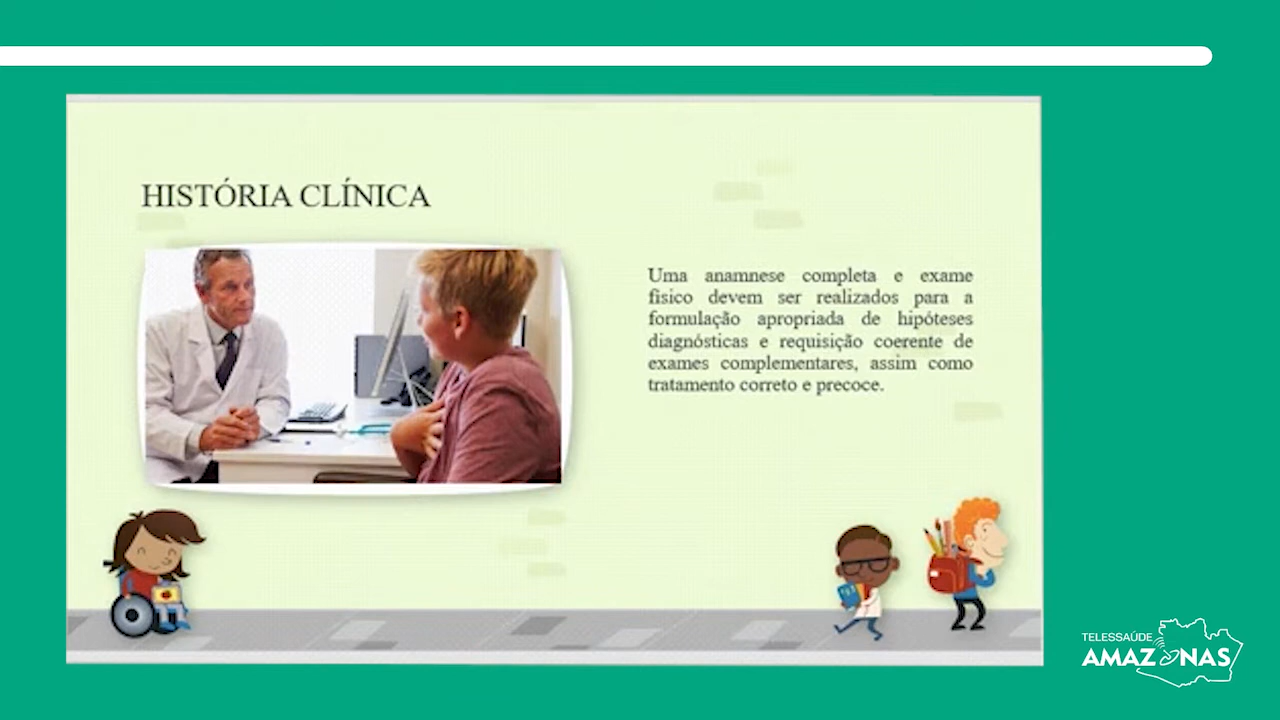 HISTÓRIA CLÍNICA
Uma anamnese completa e exame
físico devem ser realizados para a
formulação apropriada de hipóteses
diagnósticas e requisição coerente de
exames complementares, assim como
tratamento correto e precoce.
TELESSAÚDE
AMAZONAS